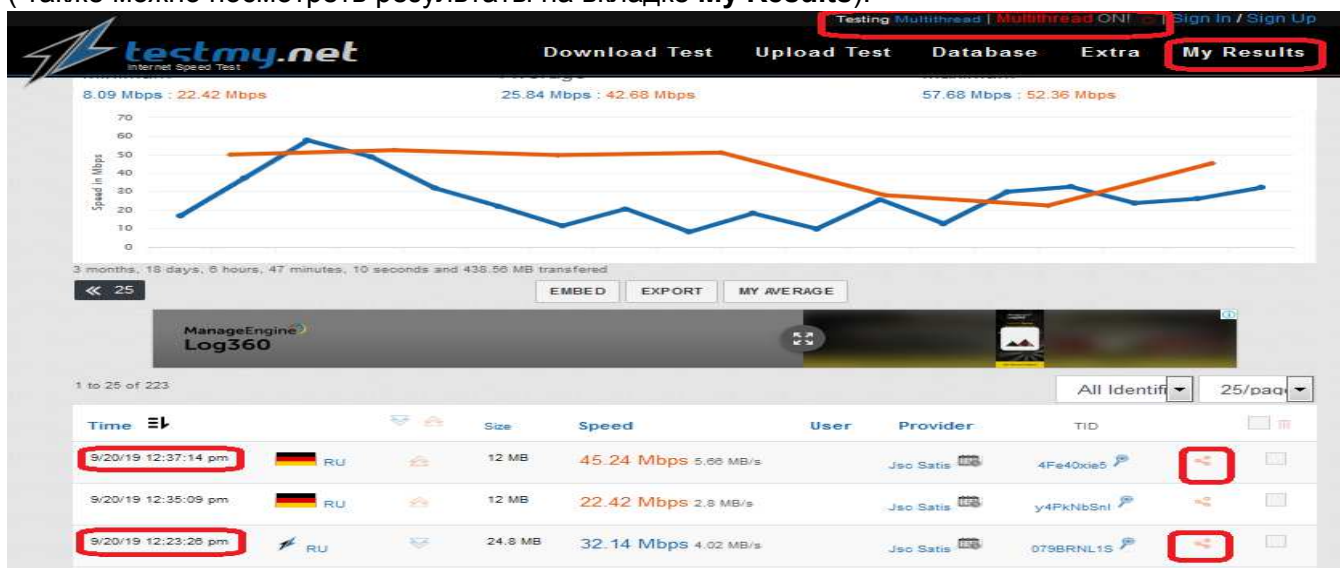 ( также можно посмотреть результаты на вкладке My Results):
Testing Multithread | Multithread ON! | Sign In / Sign Up
testmy.net
Internet Speed Test
Download Test Upload Test Database Extra My Results
8.09 Mbps : 22.42 Mbps 25.84 Mbps : 42.68 Mbps 57.68 Mbps : 52.36 Mbps
Speed in Mbps
70
60
50
40
30
20
10
0
3 months, 18 days, 6 hours, 47 minutes, 10 seconds and 438.56 MB transfered
≪ 25 EMBED EXPORT MY AVERAGE
ManageEngine
Log360
1 to 25 of 223 All Identifi 25/pag
Time Size Speed User Provider TID
9/20/19 12:37:14 pm RU 12 MB 45.24 Mbps 5.66 MB/s Jso Satis 4Fe40xie5
9/20/19 12:35:09 pm RU 12 MB 22.42 Mbps 2.8 MB/s Jso Satis y4PkNbSnl
9/20/19 12:23:26 pm RU 24.8 MB 32.14 Mbps 4.02 MB/s Jso Satis 079BRNL1S